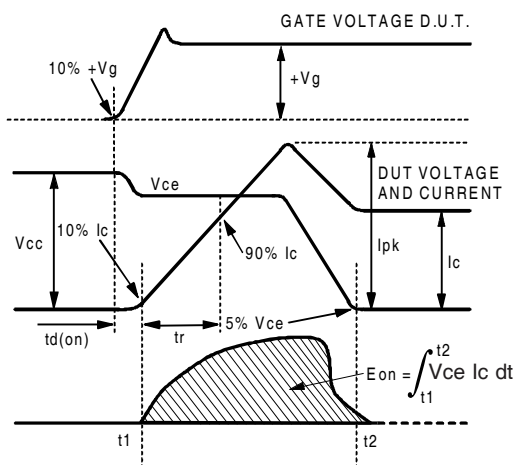 GATE VOLTAGE D.U.T.
10% +Vg
+Vg
Vce
DUT VOLTAGE
AND CURRENT
Vcc
10% Ic
90% Ic
Ipk
Ic
td(on)
tr
5% Vce
Eon = ∫ Vce Ic dt
t2
t1
t1
t2